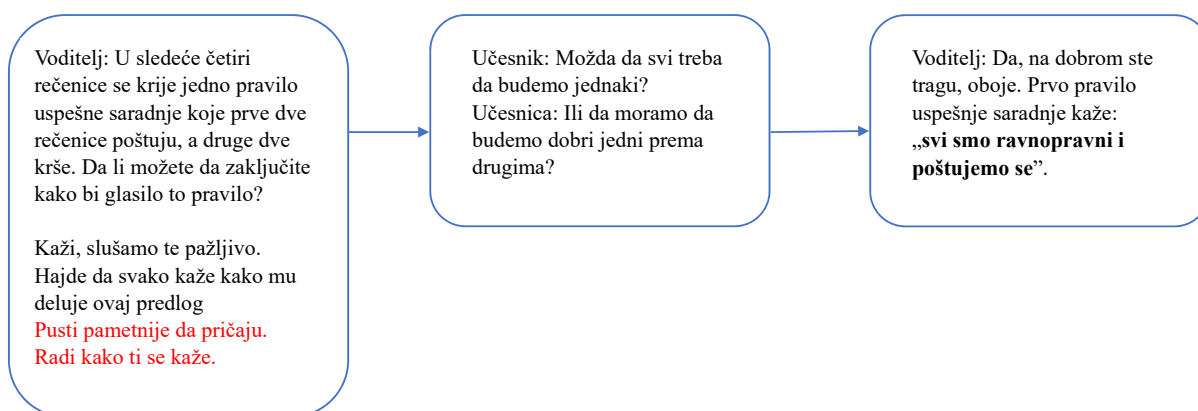 Voditelj: U sledeće četiri
rečenice se krije jedno pravilo
uspešne saradnje koje prve dve
rečenice poštuju, a druge dve
krše. Da li možete da zaključite
kako bi glasilo to pravilo?
Kaži, slušamo te pažljivo.
Hajde da svako kaže kako mu
deluje ovaj predlog
Pusti pametnije da pričaju.
Radi kako ti se kaže.
Učesnik: Možda da svi treba
da budemo jednaki?
Učesnica: Ili da moramo da
budemo dobri jedni prema
drugima?
Voditelj: Da, na dobrom ste
tragu, oboje. Prvo pravilo
uspešnje saradnje kaže:
„svi smo ravnopravni i
poštujemo se”.